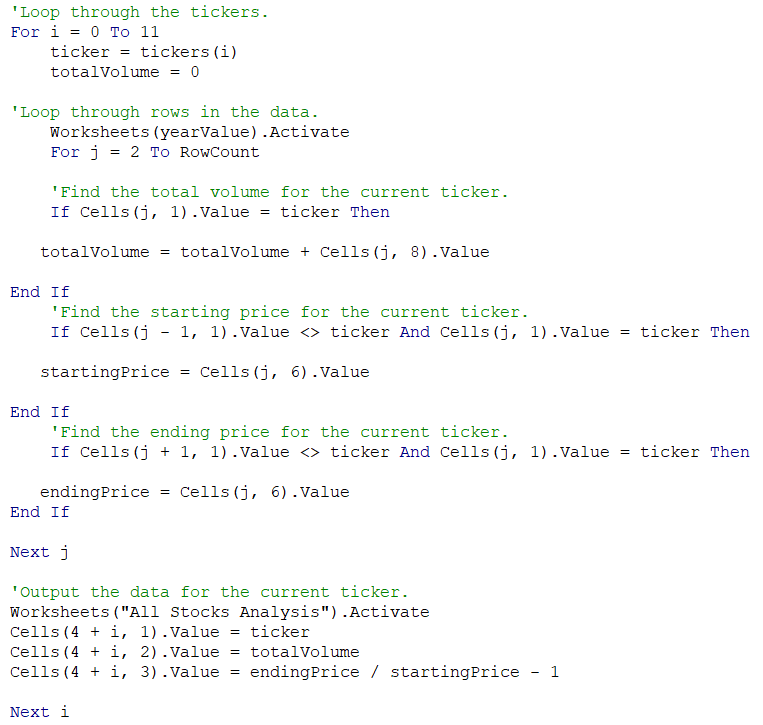 'Loop through the tickers.
For i = 0 To 11
    ticker = tickers(i)
    totalVolume = 0

'Loop through rows in the data.
    Worksheets(yearValue).Activate
    For j = 2 To RowCount

    'Find the total volume for the current ticker.
    If Cells(j, 1).Value = ticker Then

   totalVolume = totalVolume + Cells(j, 8).Value

End If
    'Find the starting price for the current ticker.
    If Cells(j - 1, 1).Value <> ticker And Cells(j, 1).Value = ticker Then

   startingPrice = Cells(j, 6).Value

End If
    'Find the ending price for the current ticker.
    If Cells(j + 1, 1).Value <> ticker And Cells(j, 1).Value = ticker Then

   endingPrice = Cells(j, 6).Value
End If

Next j

'Output the data for the current ticker.
Worksheets("All Stocks Analysis").Activate
Cells(4 + i, 1).Value = ticker
Cells(4 + i, 2).Value = totalVolume
Cells(4 + i, 3).Value = endingPrice / startingPrice - 1

Next i